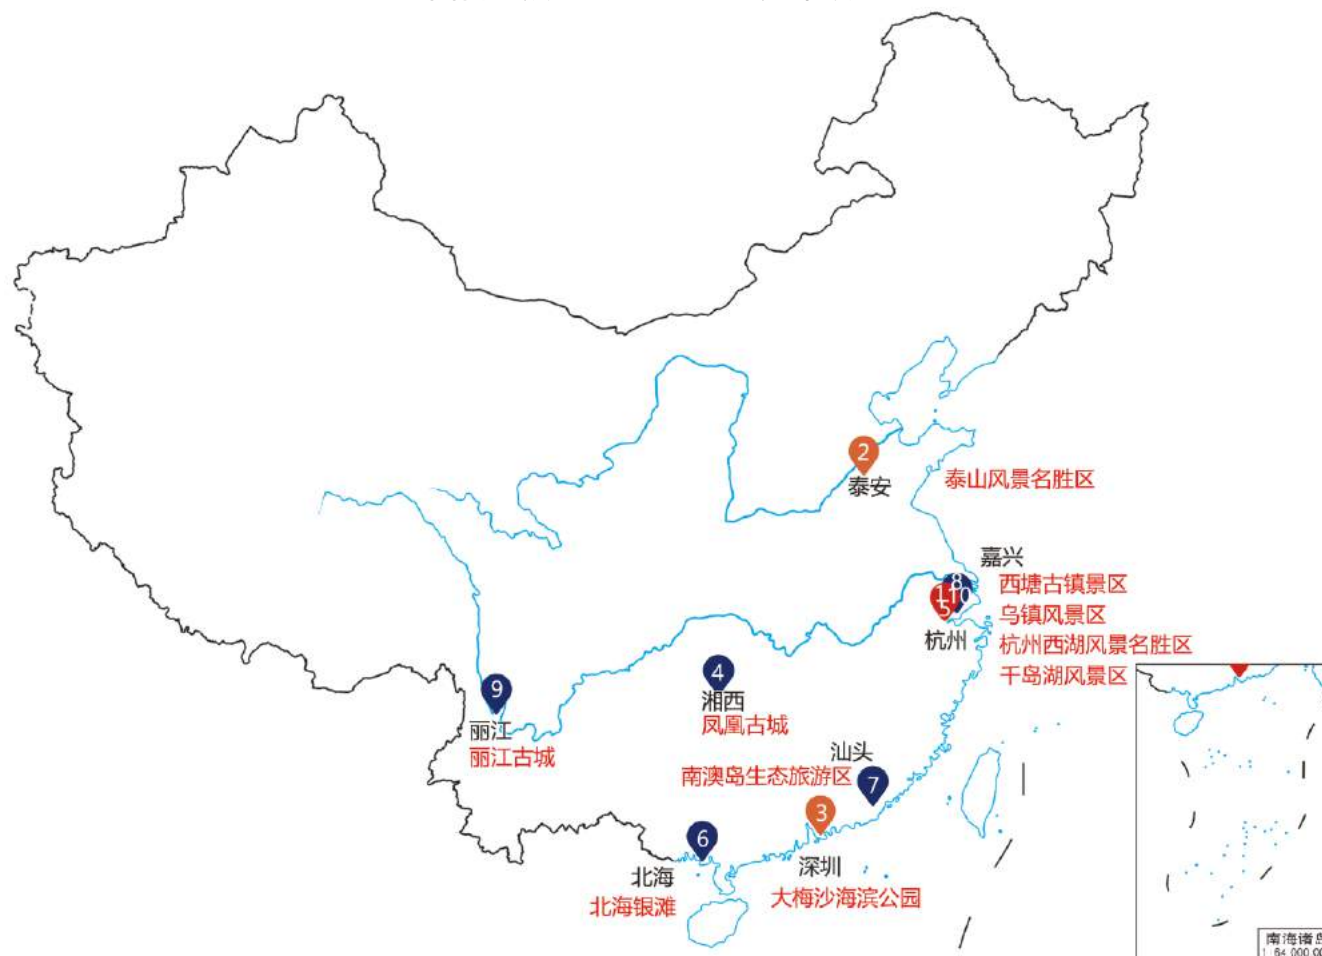 2
泰安
泰山风景名胜区
嘉兴
8
西塘古镇景区
1
10
5
乌镇风景区
杭州
杭州西湖风景名胜区
千岛湖风景区
4
湘西
凤凰古城
9
丽江
丽江古城
汕头
南澳岛生态旅游区
7
3
深圳
大梅沙海滨公园
6
北海
北海银滩
南海诸岛